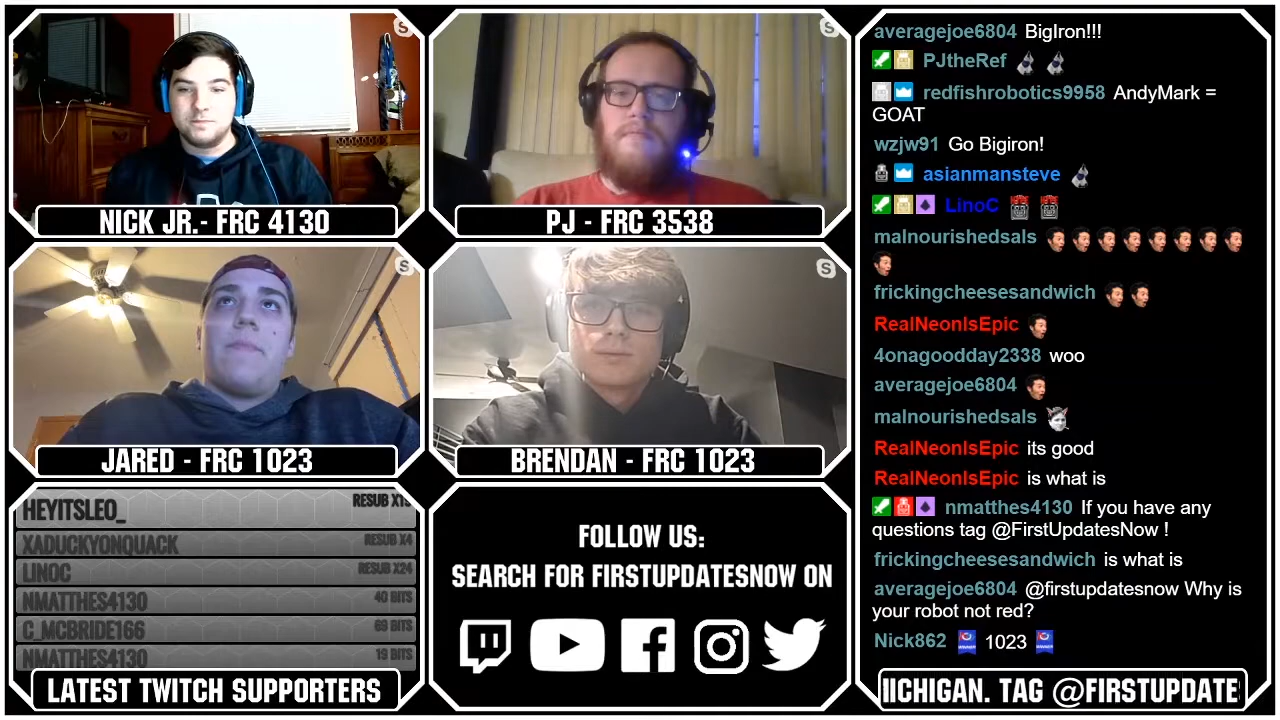 NICK JR.- FRC 4130
PJ - FRC 3538
JARED - FRC 1023
BRENDAN - FRC 1023
HEYITSLEO_
XADUCKYONQUACK RESUB X4
LINOC RESUB X24
NMATTHES4130 40 BITS
C_MCBRIDE166 69 BITS
NMATTHES4130 19 BITS
LATEST TWITCH SUPPORTERS
FOLLOW US:
SEARCH FOR FIRSTUPDATESNOW ON
averagejoe6804 BigIron!!!
PJtheRef
redfishrobotics9958 AndyMark =
GOAT
wzjw91 Go Bigiron!
asianmansteve
LinoC
malnourishedsals
frickingcheesesandwich
RealNeonIsEpic
4onagoodday2338 woo
averagejoe6804
malnourishedsals
RealNeonIsEpic its good
RealNeonIsEpic is what is
nmatthes4130 If you have any
questions tag @FirstUpdatesNow !
frickingcheesesandwich is what is
averagejoe6804 @firstupdatesnow Why is
your robot not red?
Nick862 1023
TAG @FIRSTUPDATE